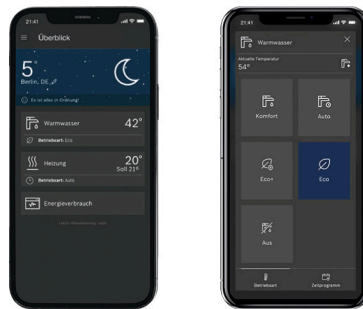 21:41
Überblick
5°
Berlin, DE
Es ist alles in Ordnung!
Warmwasser 42°
Betriebsart: Eco
Heizung 20°
Soll 21°
Betriebsart: Auto
Energieverbrauch
21:41
Warmwasser
Aktuelle Temperatur
54°
Komfort Auto
Eco+ Eco
Aus
Betriebsart Zeitprogramm